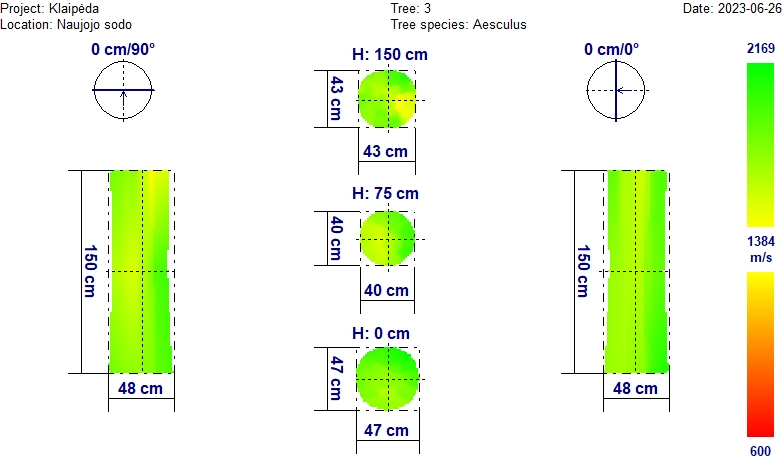 Project: Klaipėda
Tree: 3
Date: 2023-06-26
Location: Naujojo sodo
Tree species: Aesculus
0 cm/90°
H: 150 cm
0 cm/0°
2169
43 cm
43 cm
H: 75 cm
40 cm
40 cm
150 cm
150 cm
1384
m/s
H: 0 cm
47 cm
47 cm
48 cm
48 cm
600